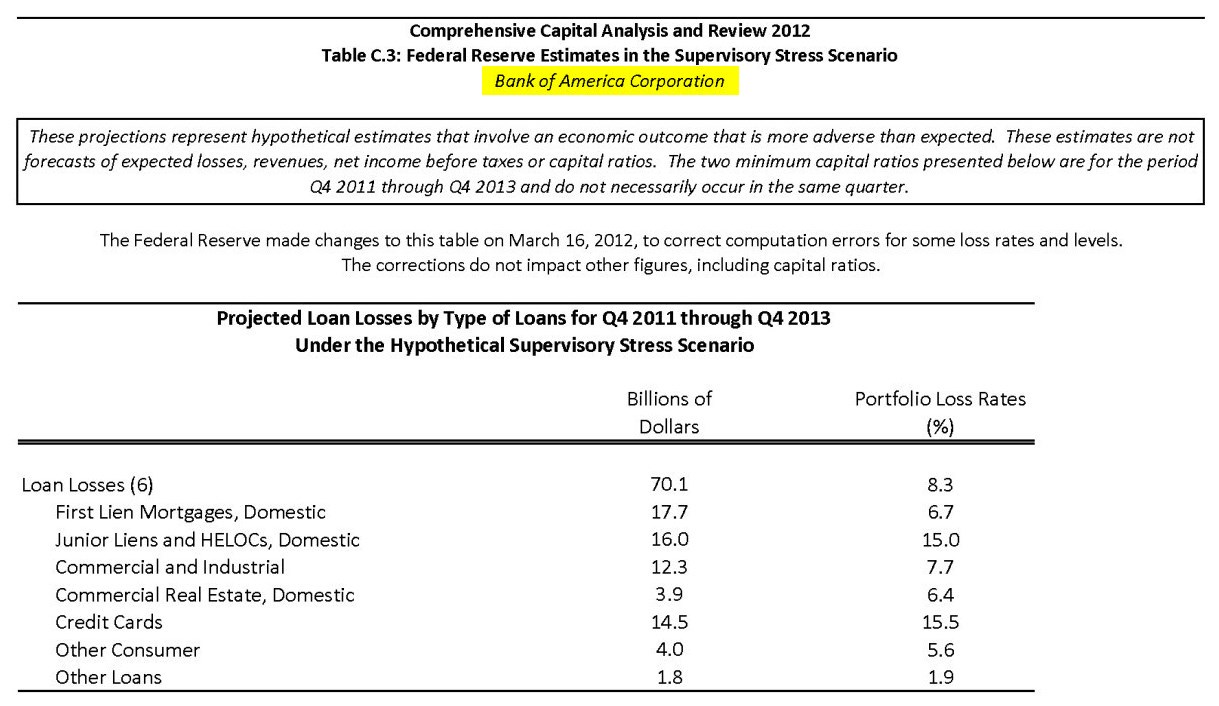 Comprehensive Capital Analysis and Review 2012
Table C.3: Federal Reserve Estimates in the Supervisory Stress Scenario
Bank of America Corporation
These projections represent hypothetical estimates that involve an economic outcome that is more adverse than expected. These estimates are not
forecasts of expected losses, revenues, net income before taxes or capital ratios. The two minimum capital ratios presented below are for the period
Q4 2011 through Q4 2013 and do not necessarily occur in the same quarter.
The Federal Reserve made changes to this table on March 16, 2012, to correct computation errors for some loss rates and levels.
The corrections do not impact other figures, including capital ratios.
Projected Loan Losses by Type of Loans for Q4 2011 through Q4 2013
Under the Hypothetical Supervisory Stress Scenario
Billions of Portfolio Loss Rates
Dollars (%)
Loan Losses (6) 70.1 8.3
First Lien Mortgages, Domestic 17.7 6.7
Junior Liens and HELOCs, Domestic 16.0 15.0
Commercial and Industrial 12.3 7.7
Commercial Real Estate, Domestic 3.9 6.4
Credit Cards 14.5 15.5
Other Consumer 4.0 5.6
Other Loans 1.8 1.9